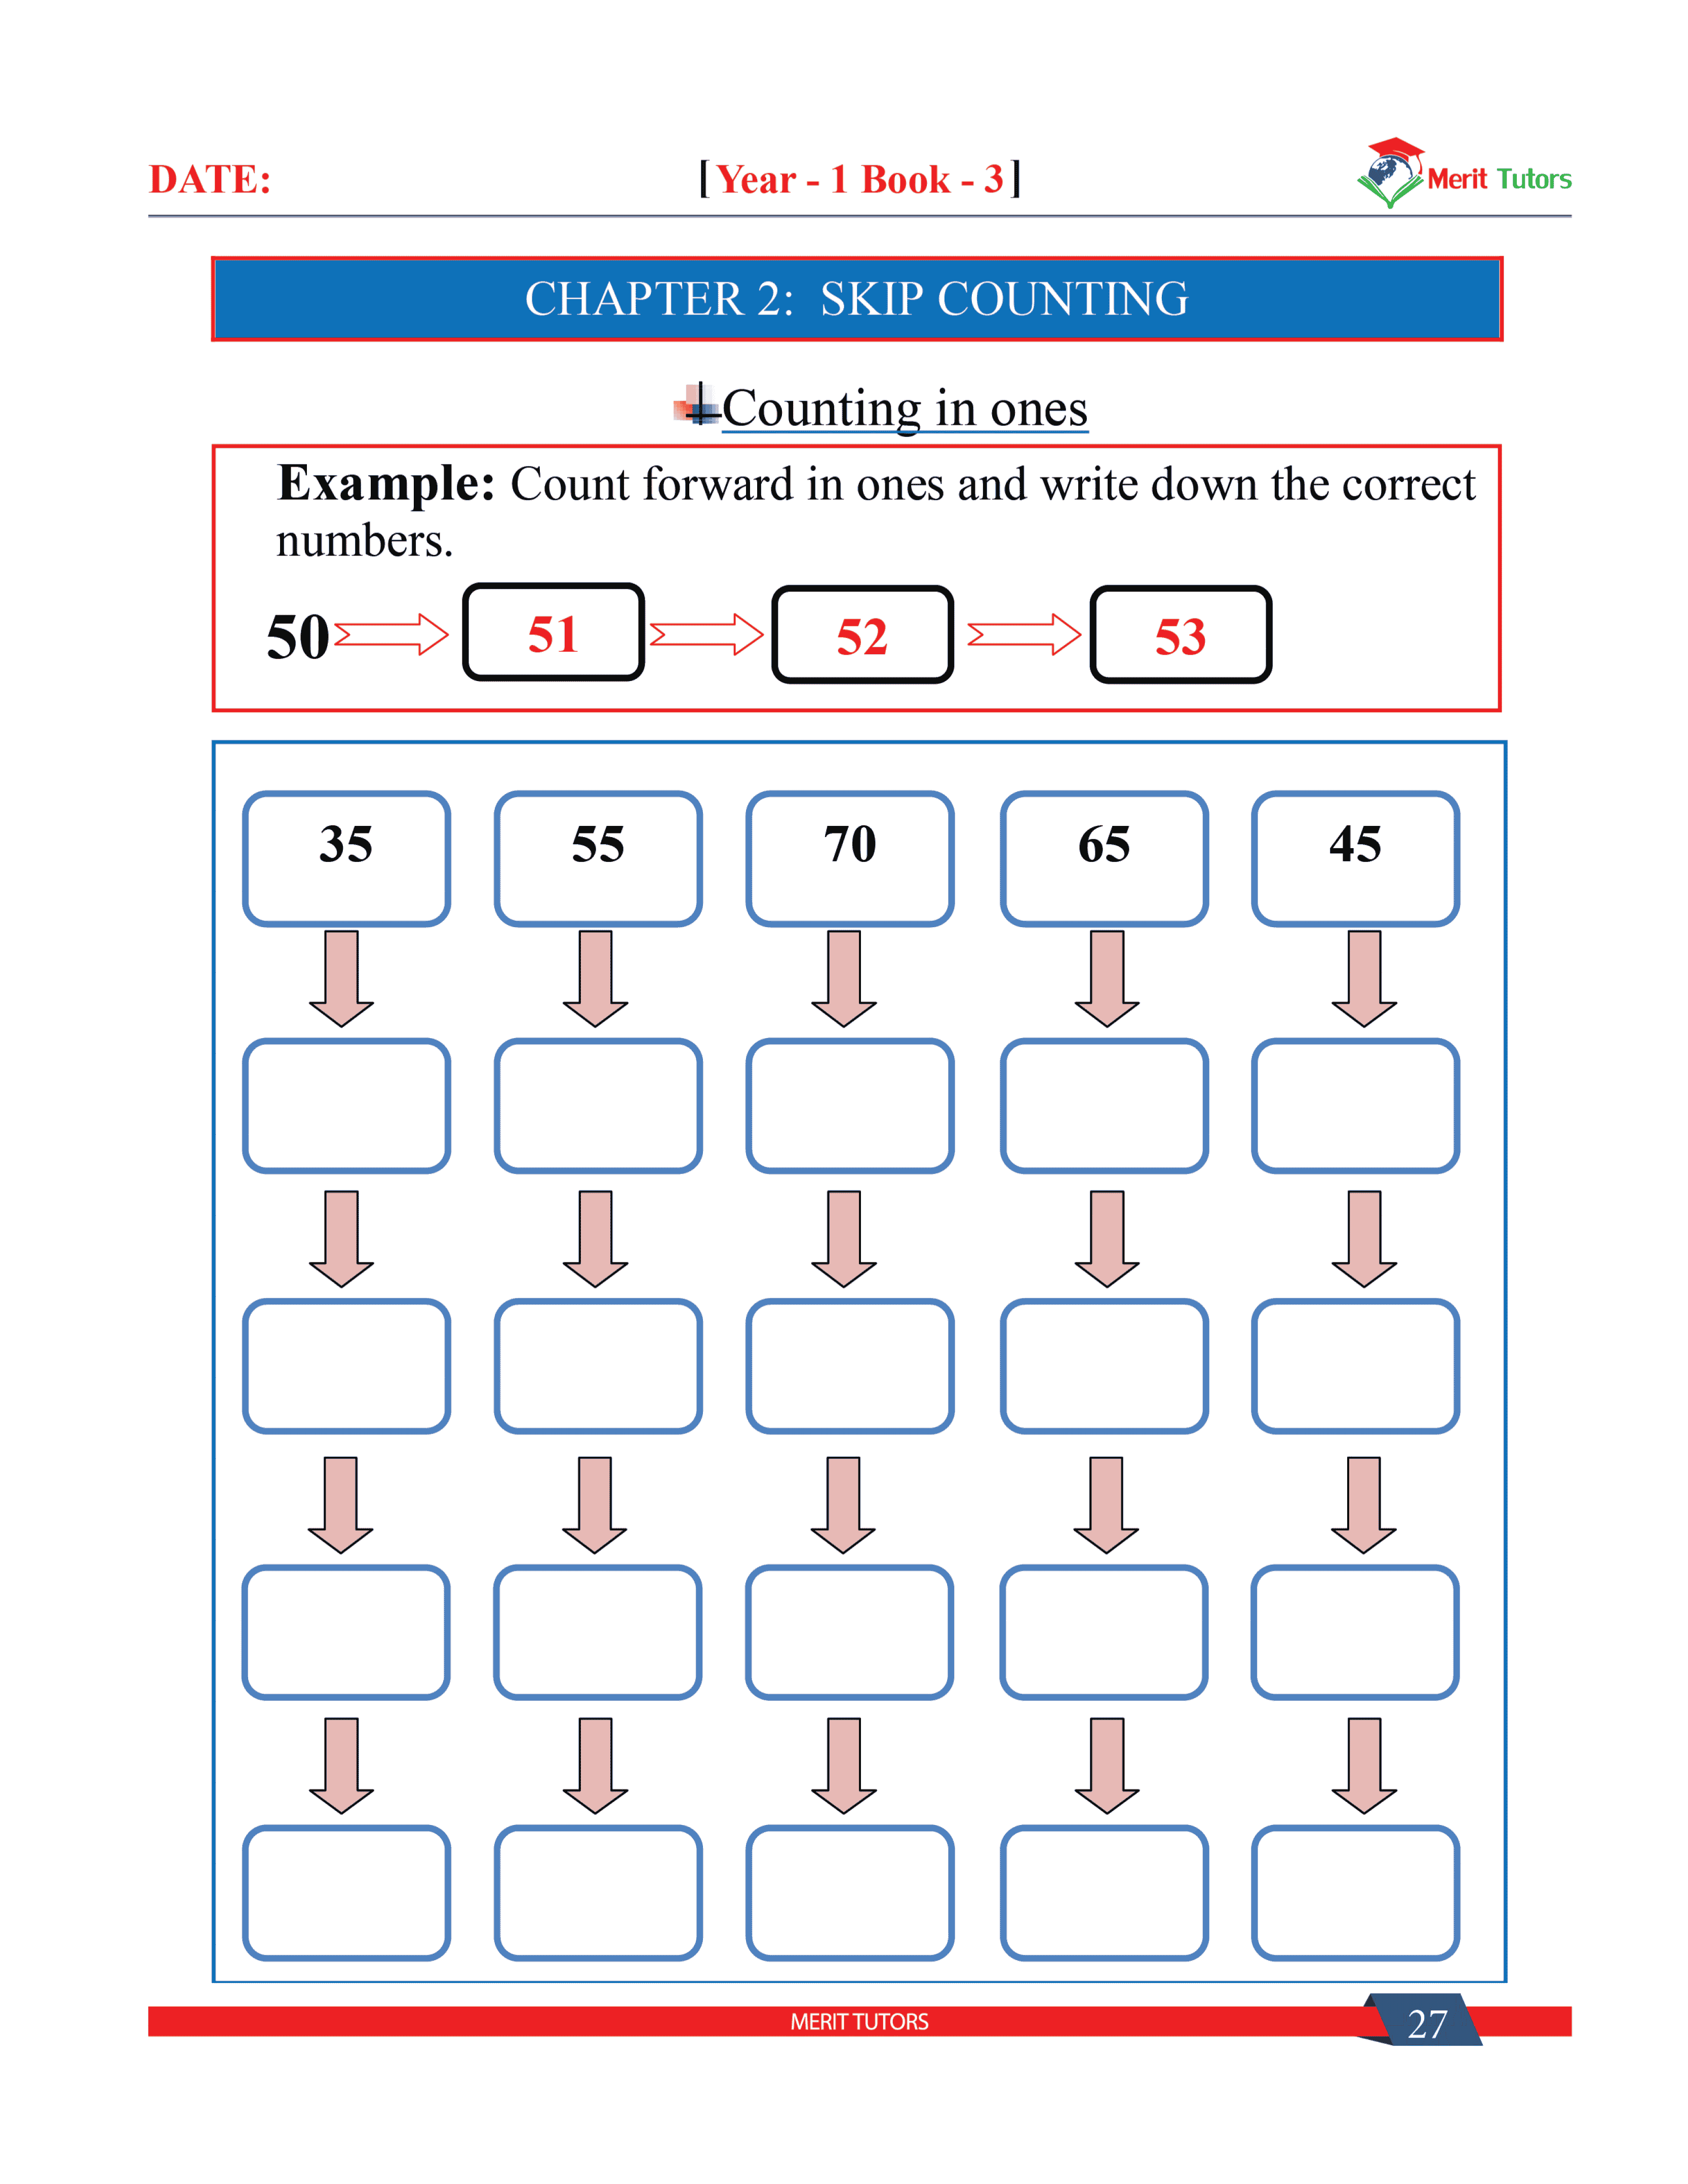 DATE:
[ Year - 1 Book - 3 ]
Merit Tutors
CHAPTER 2: SKIP COUNTING
Counting in ones
Example: Count forward in ones and write down the correct
numbers.
50 51 52 53
35 55 70 65 45
MERIT TUTORS
27